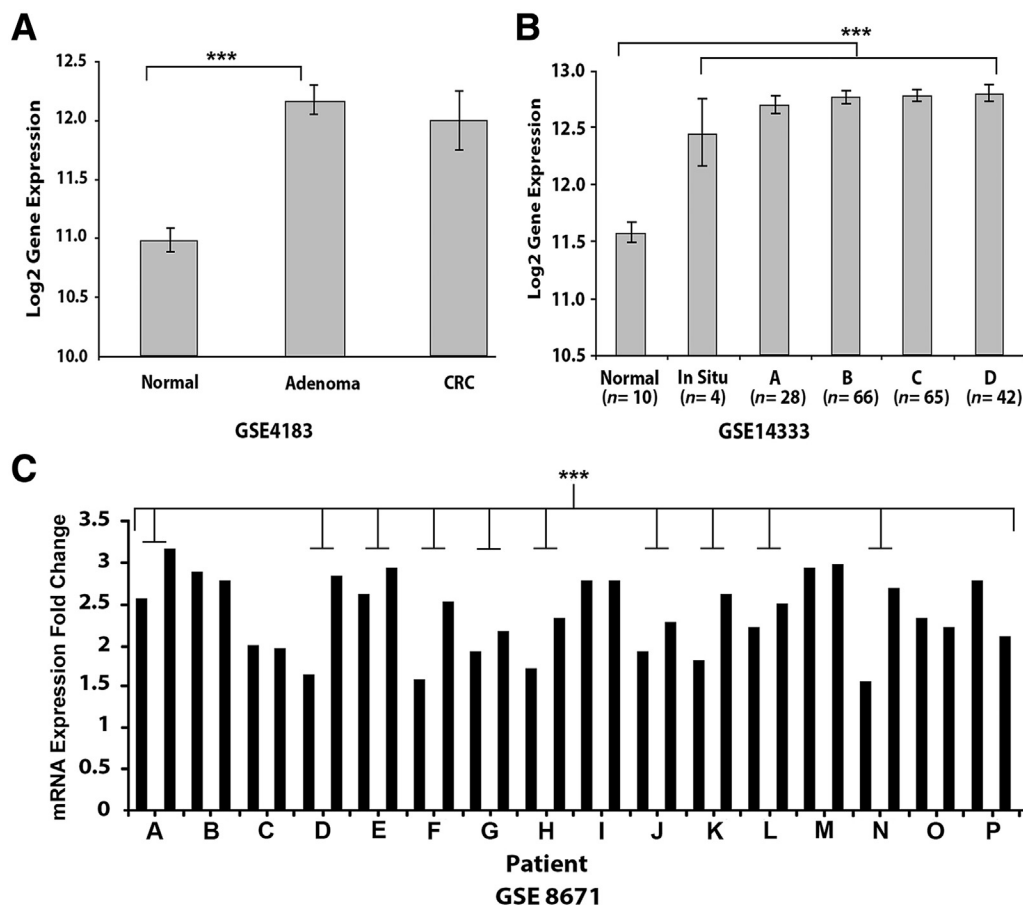 A
***
12.5
12.0
11.5
11.0
10.5
10.0
Log2 Gene Expression
Normal Adenoma CRC
GSE4183
B
***
13.0
12.5
12.0
11.5
11.0
10.5
Log2 Gene Expression
Normal In Situ A B C D
(n= 10) (n= 4) (n= 28) (n= 66) (n= 65) (n= 42)
GSE14333
C
***
3.5
3
2.5
2
1.5
1
0.5
0
mRNA Expression Fold Change
A B C D E F G H I J K L M N O P
Patient
GSE 8671